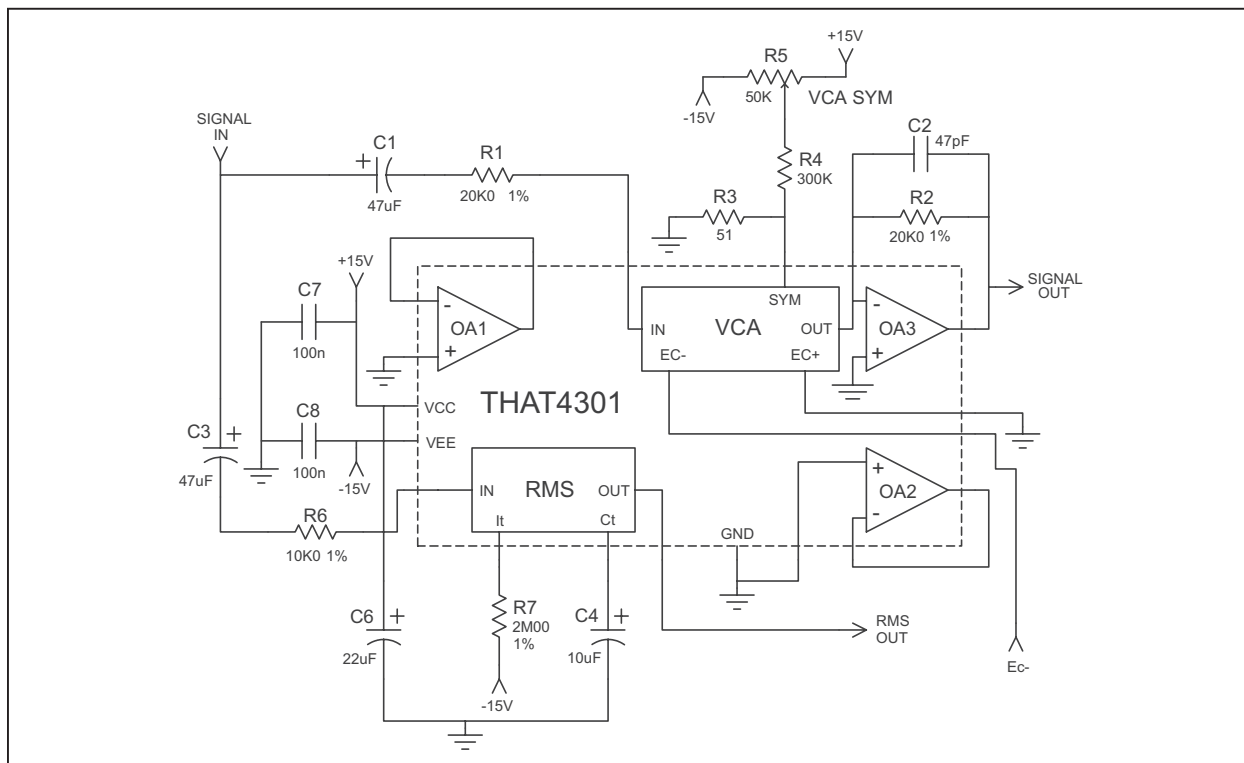 +15V
R5
50K
VCA SYM
-15V
SIGNAL
IN
C1
+
47uF
R1
20K0 1%
R4
300K
R3
51
C2
47pF
R2
20K0 1%
+15V
C7
100n
-
OA1
+
SYM
VCA
IN
OUT
EC-
EC+
-
OA3
+
SIGNAL
OUT
THAT4301
VCC
VEE
C8
100n
-15V
C3
+
47uF
R6
10K0 1%
RMS
IN
OUT
It
Ct
+
OA2
-
GND
R7
2M00
1%
-15V
C6
+
22uF
C4
+
10uF
RMS
OUT
Ec-